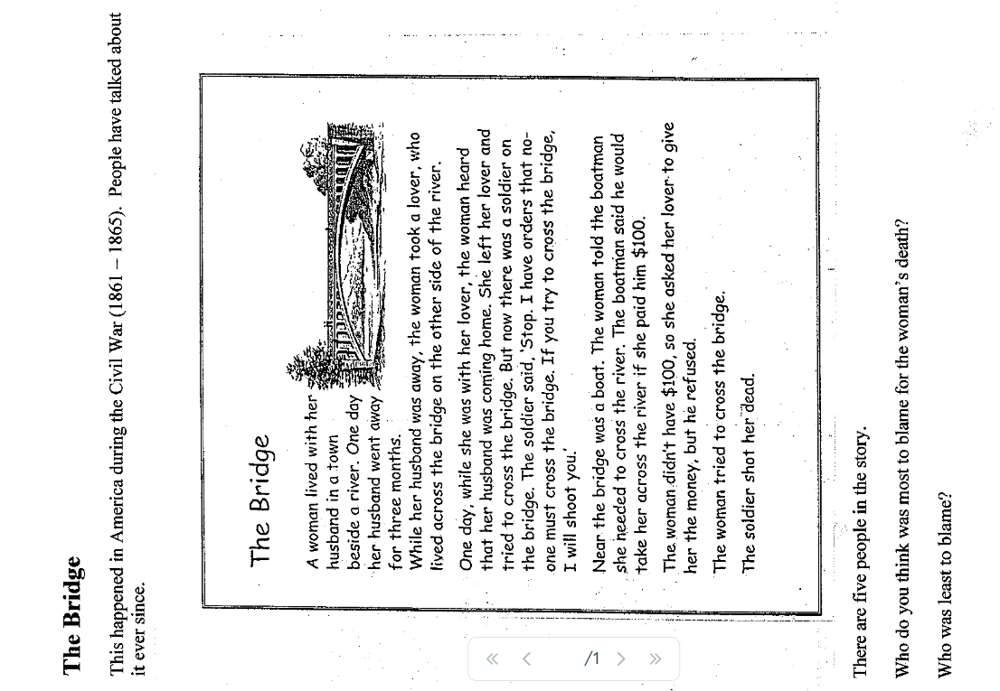 The Bridge
This happened in America during the Civil War (1861 – 1865).  People have talked about
it ever since.
The Bridge
A woman lived with her
husband in a town
beside a river. One day
her husband went away
for three months.
While her husband was away, the woman took a lover, who
lived across the bridge on the other side of the river.
One day, while she was with her lover, the woman heard
that her husband was coming home. She left her lover and
tried to cross the bridge. But now there was a soldier on
the bridge. The soldier said, 'Stop. I have orders that no-
one must cross the bridge. If you try to cross the bridge,
I will shoot you.'
Near the bridge was a boat. The woman told the boatman
she needed to cross the river. The boatman said he would
take her across the river if she paid him $100.
The woman didn't have $100, so she asked her lover to give
her the money, but he refused.
The woman tried to cross the bridge.
The soldier shot her dead.
There are five people in the story.
Who do you think was most to blame for the woman's death?
Who was least to blame?
/1